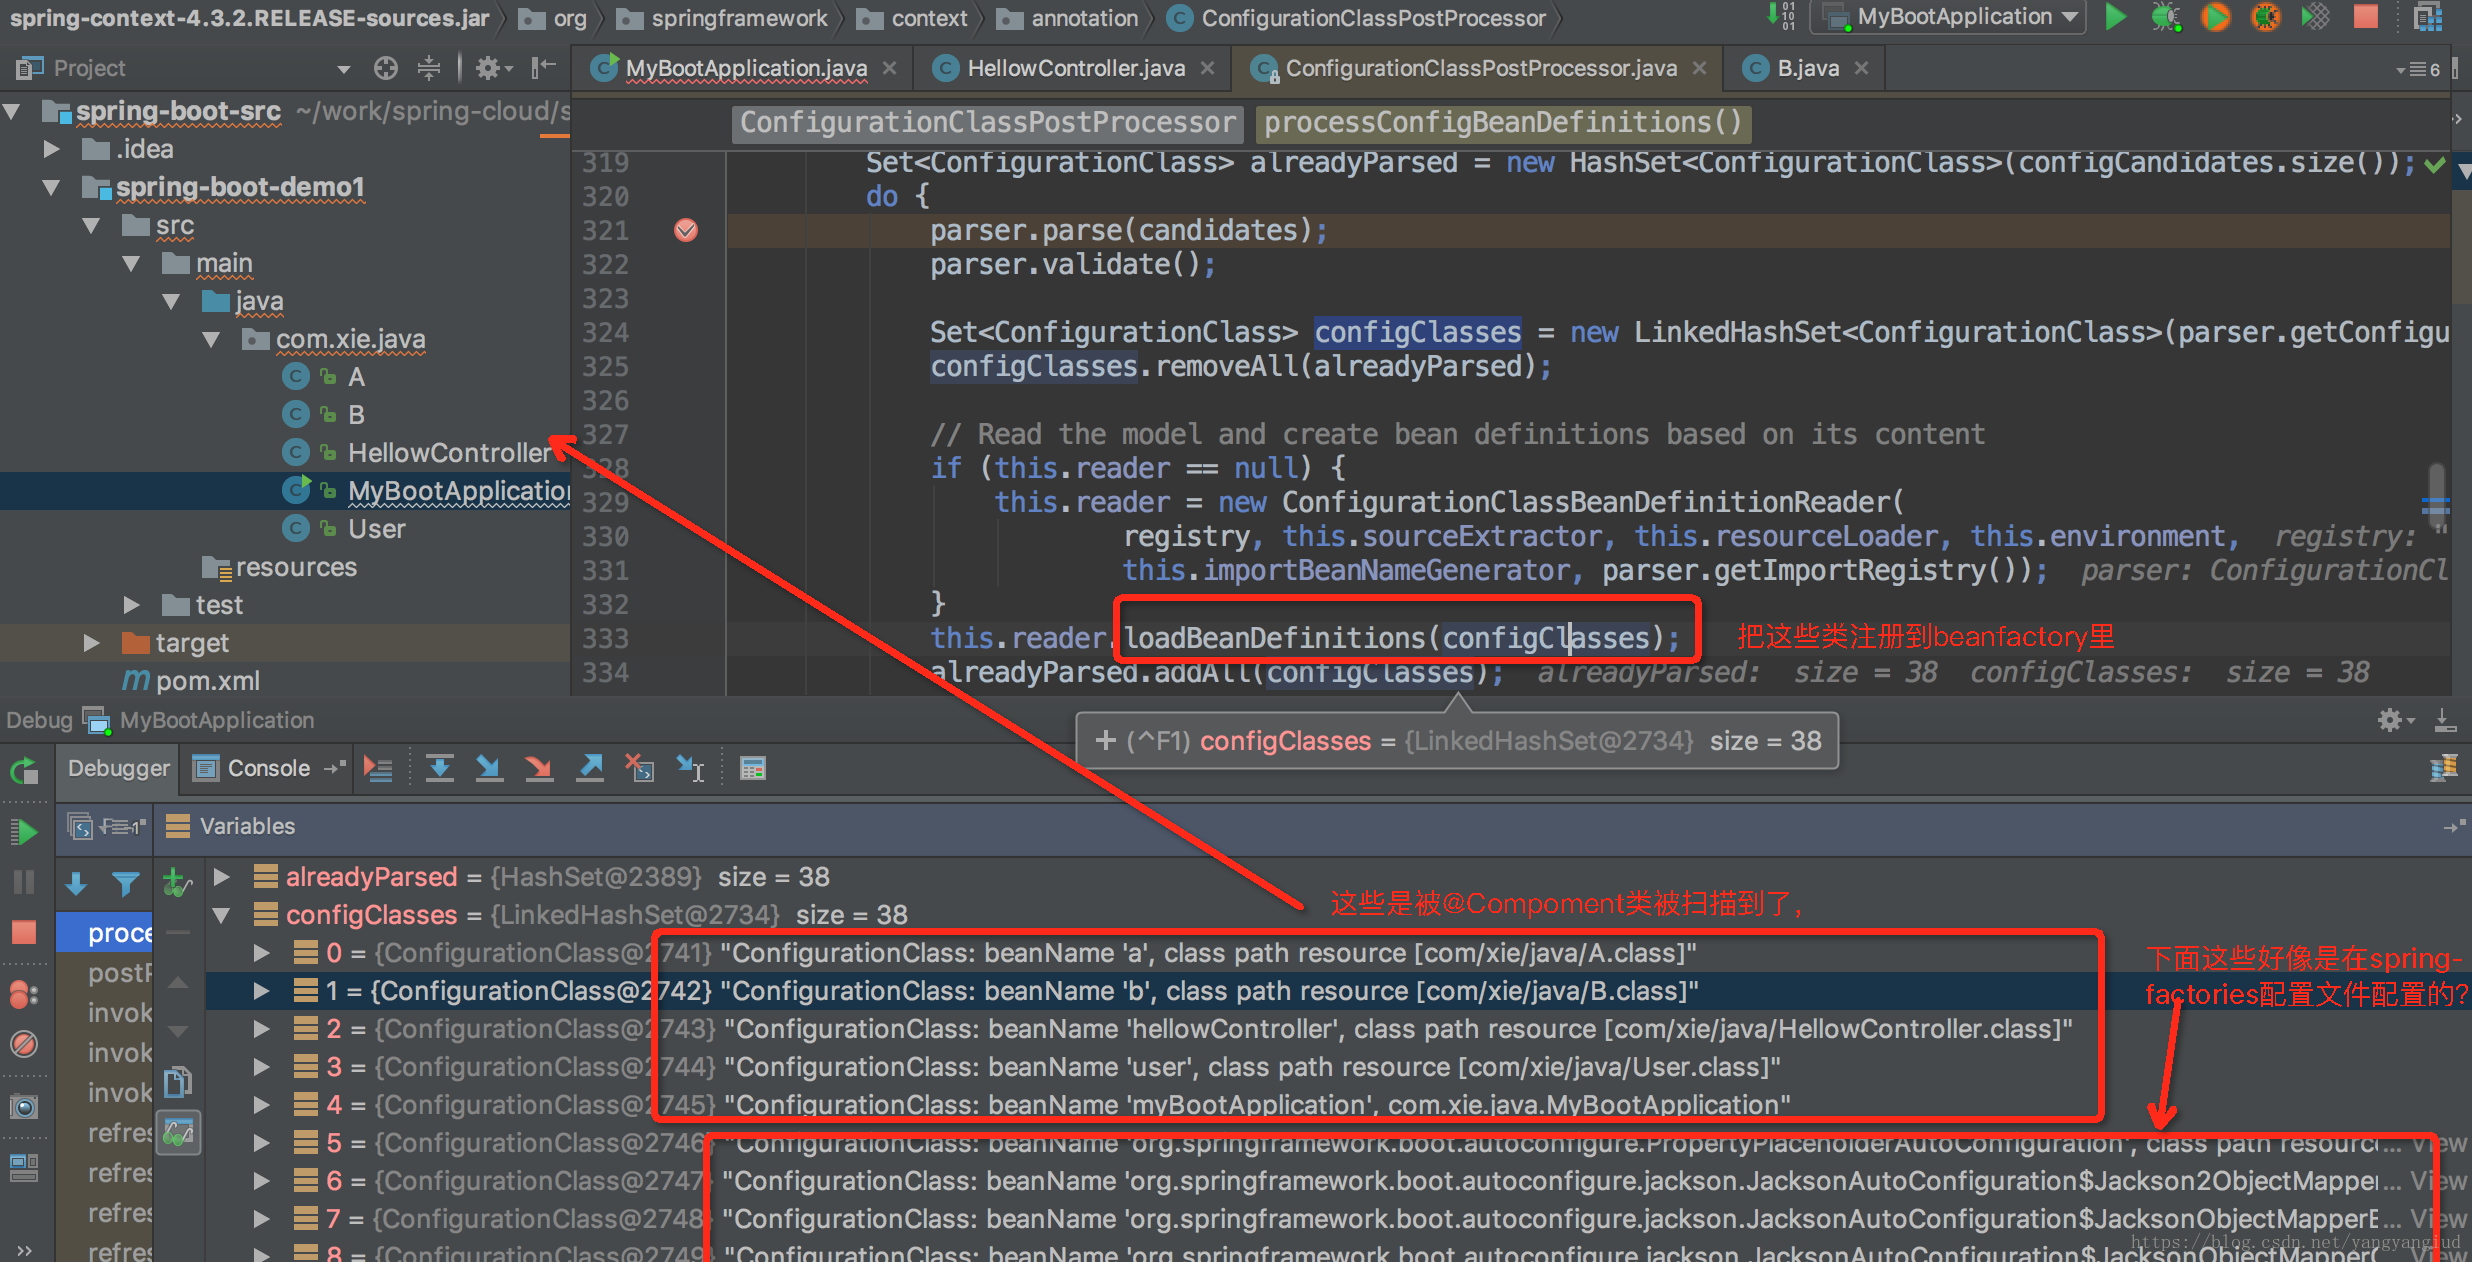 spring-context-4.3.2.RELEASE-sources.jar org springframework context annotation ConfigurationClassPostProcessor MyBootApplication
Project MyBootApplication.java HellowController.java ConfigurationClassPostProcessor.java B.java 6
ConfigurationClassPostProcessor processConfigBeanDefinitions()
spring-boot-src ~/work/spring-cloud/s
.idea
spring-boot-demo1
src
main
java
com.xie.java
A
B
HellowController
MyBootApplication
User
resources
test
target
pom.xml
319 Set<ConfigurationClass> alreadyParsed = new HashSet<ConfigurationClass>(configCandidates.size());
320 do {
321 parser.parse(candidates);
322 parser.validate();
323
324 Set<ConfigurationClass> configClasses = new LinkedHashSet<ConfigurationClass>(parser.getConfigu
325 configClasses.removeAll(alreadyParsed);
326
327 // Read the model and create bean definitions based on its content
328 if (this.reader == null) {
329 this.reader = new ConfigurationClassBeanDefinitionReader(
330 registry, this.sourceExtractor, this.resourceLoader, this.environment, registry: "
331 this.importBeanNameGenerator, parser.getImportRegistry()); parser: ConfigurationCl
332 }
333 this.reader.loadBeanDefinitions(configClasses); 把这些类注册到beanfactory里
334 alreadyParsed.addAll(configClasses); alreadyParsed: size = 38 configClasses: size = 38
+ (^F1) configClasses = {LinkedHashSet@2734} size = 38
Debug MyBootApplication
Debugger Console
Variables
proce
postP
invok
invok
invok
refres
refres
refres
refres
alreadyParsed = {HashSet@2389} size = 38
configClasses = {LinkedHashSet@2734} size = 38
这些是被@Compoment类被扫描到了,
0 = {ConfigurationClass@2741} "ConfigurationClass: beanName 'a', class path resource [com/xie/java/A.class]"
1 = {ConfigurationClass@2742} "ConfigurationClass: beanName 'b', class path resource [com/xie/java/B.class]"
2 = {ConfigurationClass@2743} "ConfigurationClass: beanName 'hellowController', class path resource [com/xie/java/HellowController.class]"
3 = {ConfigurationClass@2744} "ConfigurationClass: beanName 'user', class path resource [com/xie/java/User.class]"
4 = {ConfigurationClass@2745} "ConfigurationClass: beanName 'myBootApplication', com.xie.java.MyBootApplication"
下面这些好像是在spring-
factories配置文件配置的?
5 = {ConfigurationClass@2746} "ConfigurationClass: beanName 'org.springframework.boot.autoconfigure.PropertyPlaceholderAutoConfiguration', class path resourc... View
6 = {ConfigurationClass@2747} "ConfigurationClass: beanName 'org.springframework.boot.autoconfigure.jackson.JacksonAutoConfiguration$Jackson2ObjectMapper... View
7 = {ConfigurationClass@2748} "ConfigurationClass: beanName 'org.springframework.boot.autoconfigure.jackson.JacksonAutoConfiguration$JacksonObjectMapperB... View
8 = {ConfigurationClass@2749} "ConfigurationClass: beanName 'org.springframework.boot.autoconfigure.jackson.JacksonAutoConfiguration$JacksonObjectMapperC... View
https://blog.csdn.net/yangyangiud